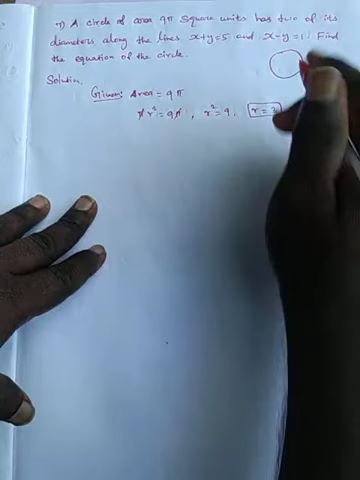 7) A circle of area 9π square units has two of its
diameters along the lines x+y=5 and x-y=1. Find
the equation of the circle.
Solution.
Given: Area = 9π
πr²=9π, r²=9. r=3